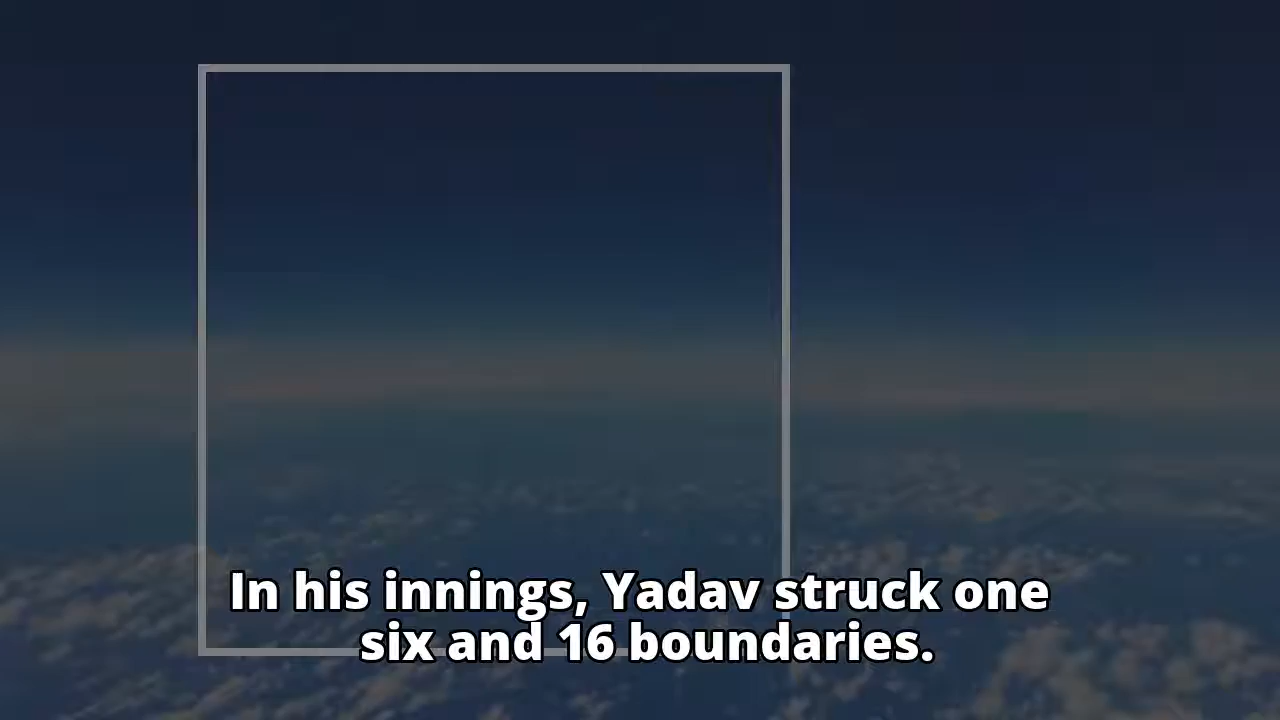 In his innings, Yadav struck one
six and 16 boundaries.